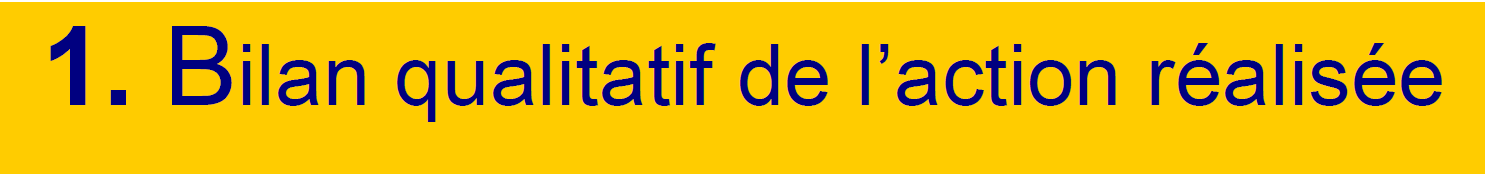 1. Bilan qualitatif de l’action réalisée